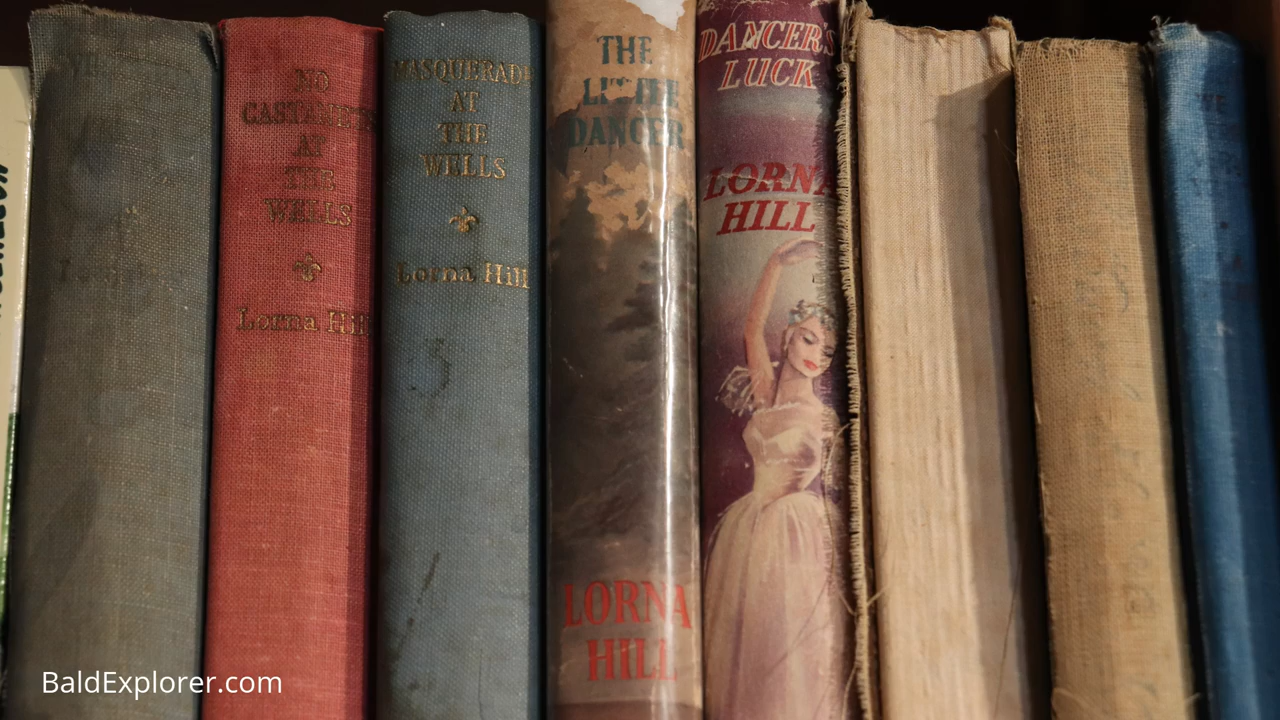 NO
CASTANETS
AT
THE
WELLS
Lorna Hill
MASQUERADE
AT
THE
WELLS
Lorna Hill
THE
LITTLE
DANCER
LORNA
HILL
DANCER'S
LUCK
LORNA
HILL
BaldExplorer.com